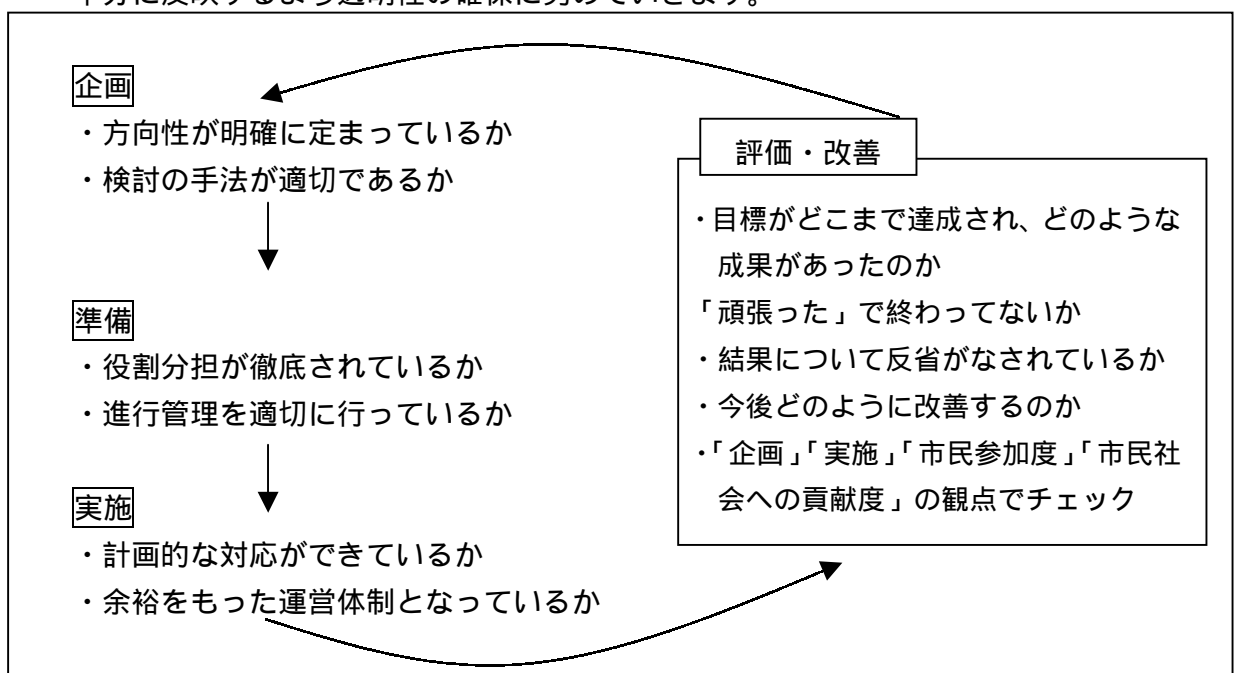 企画
・方向性が明確に定まっているか
・検討の手法が適切であるか
準備
・役割分担が徹底されているか
・進行管理を適切に行っているか
実施
・計画的な対応ができているか
・余裕をもった運営体制となっているか
評価・改善
・目標がどこまで達成され、どのような
成果があったのか
「頑張った」で終わってないか
・結果について反省がなされているか
・今後どのように改善するのか
・「企画」「実施」「市民参加度」「市民社
会への貢献度」の観点でチェック